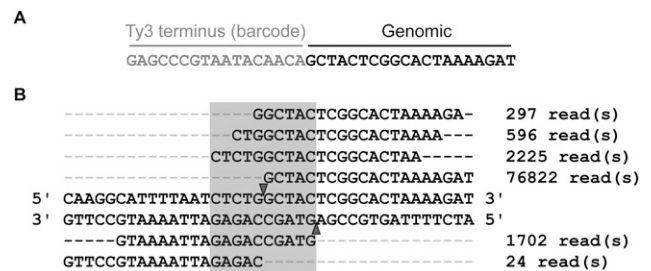 A
Ty3 terminus (barcode) Genomic
GAGCCCGTAATACAACAGCTACTCGGCACTAAAAGAT
B
------------------GGCTACTCGGCACTAAAAGA- 297 read(s)
----------------CTGGCTACTCGGCACTAAAA--- 596 read(s)
--------------CTCTGGCTACTCGGCACTAA----- 2225 read(s)
-------------------GCTACTCGGCACTAAAAGAT 76822 read(s)
5' CAAGGCATTTTAATCTCTGGCTACTCGGCACTAAAAGAT 3'
3' GTTCCGTAAAATTAGAGACCGATGAGCCGTGATTTTCTA 5'
-----GTAAAATTAGAGACCGATG--------------- 1702 read(s)
GTTCCGTAAAATTAGAGAC-------------------- 24 read(s)